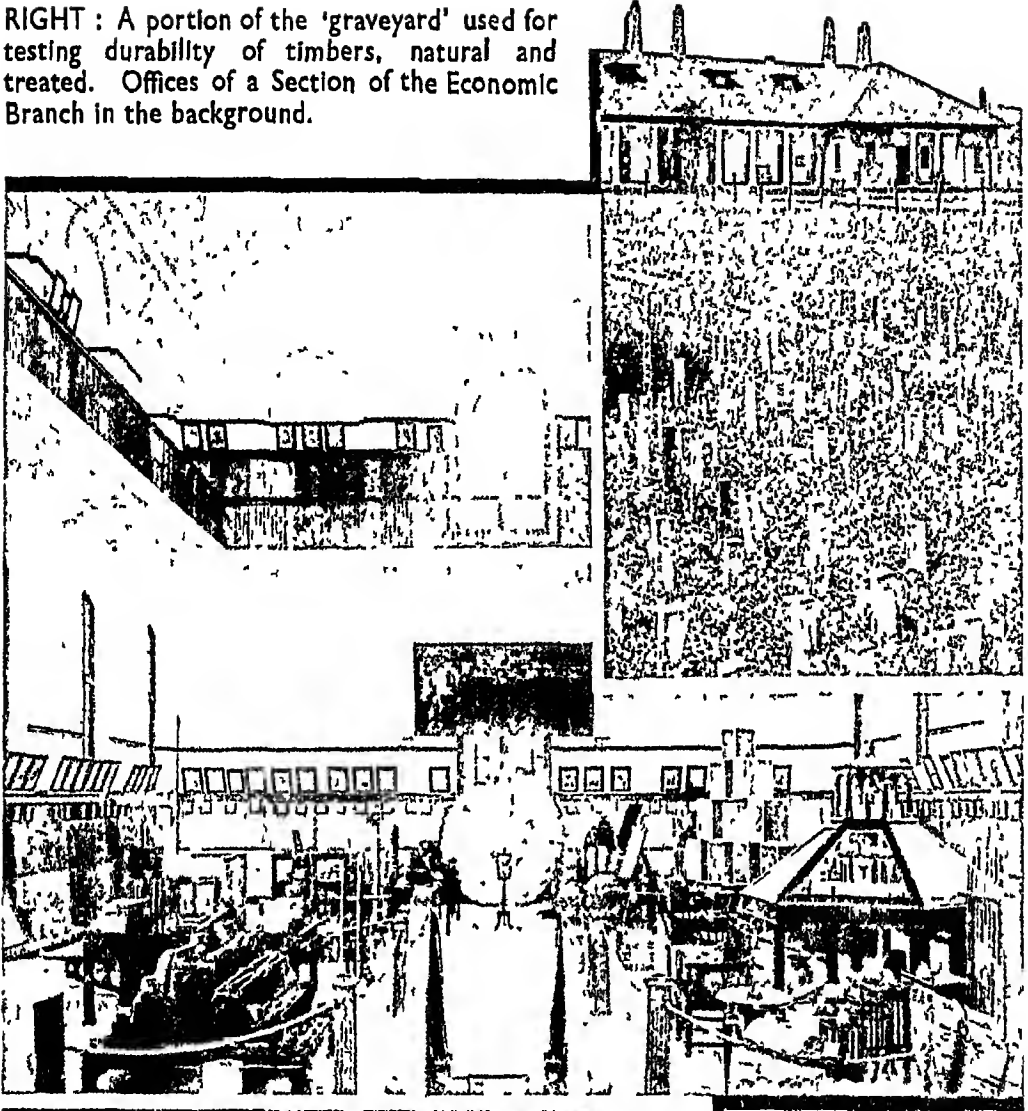 RIGHT : A portion of the 'graveyard' used for
testing durability of timbers, natural and
treated. Offices of a Section of the Economic
Branch in the background.